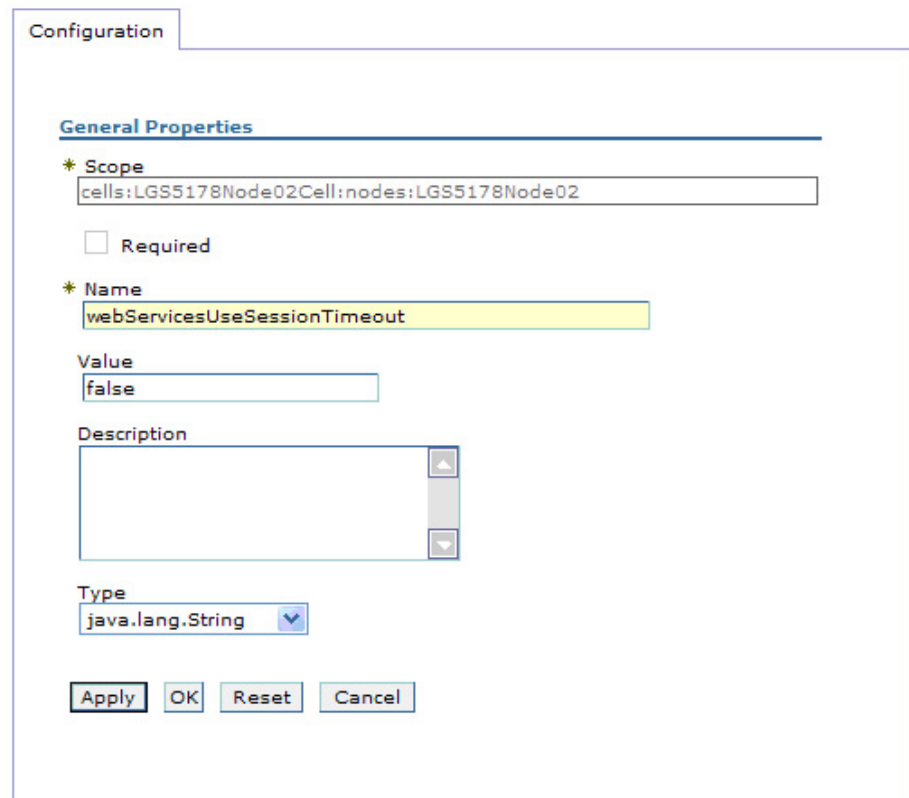 Configuration
General Properties
Scope
cells:LGS5178Node02Cell:nodes:LGS5178Node02
Required
Name
webServicesUseSessionTimeout
Value
false
Description
Type
java.lang.String
Apply OK Reset Cancel